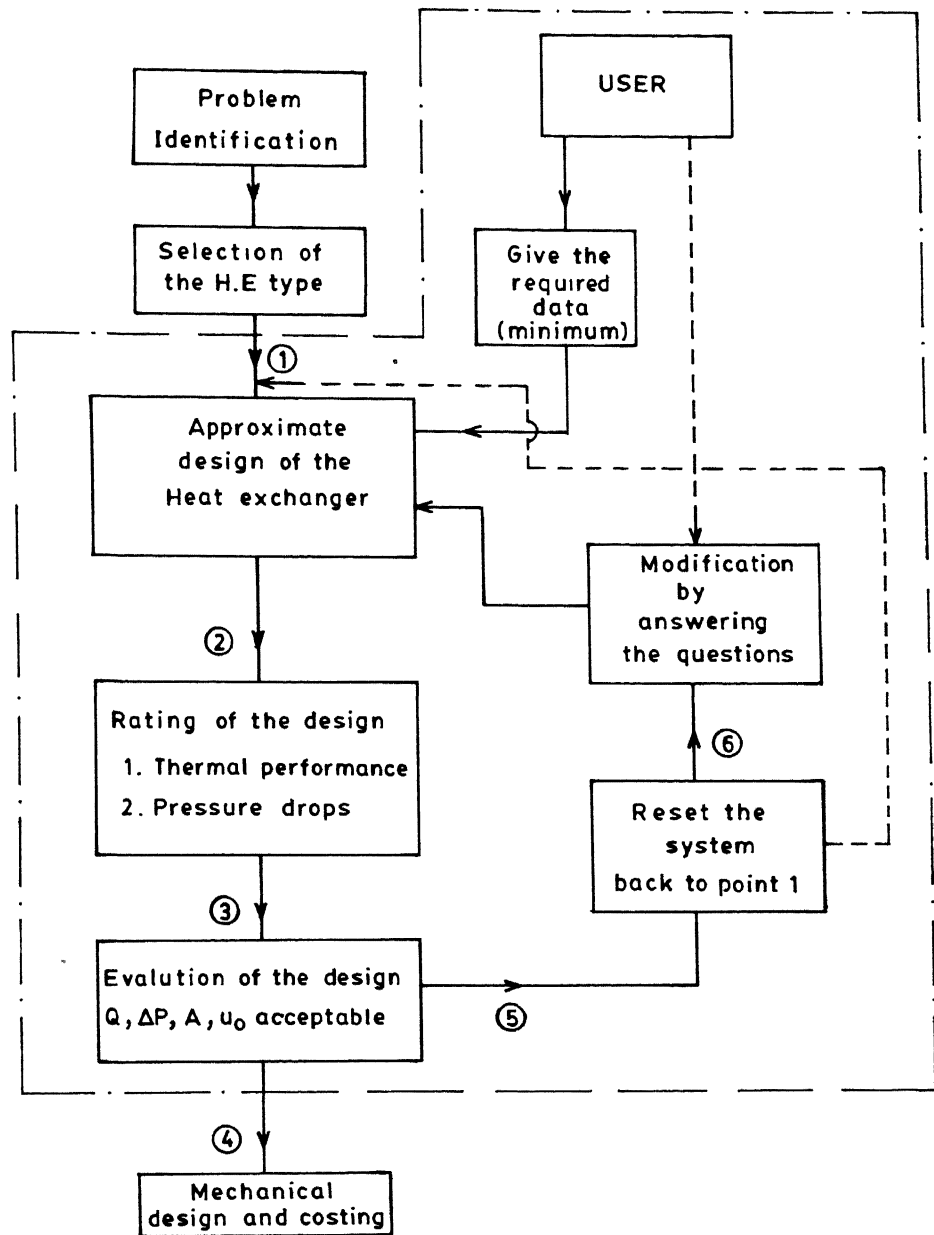 Problem
Identification
USER
Selection of
the H.E type
Give the
required
data
(minimum)
①
Approximate
design of the
Heat exchanger
Modification
by
answering
the questions
②
Rating of the design
1. Thermal performance
2. Pressure drops
⑥
Reset the
system
back to point 1
③
Evalution of the design
Q, ΔP, A, u₀ acceptable
⑤
④
Mechanical
design and costing